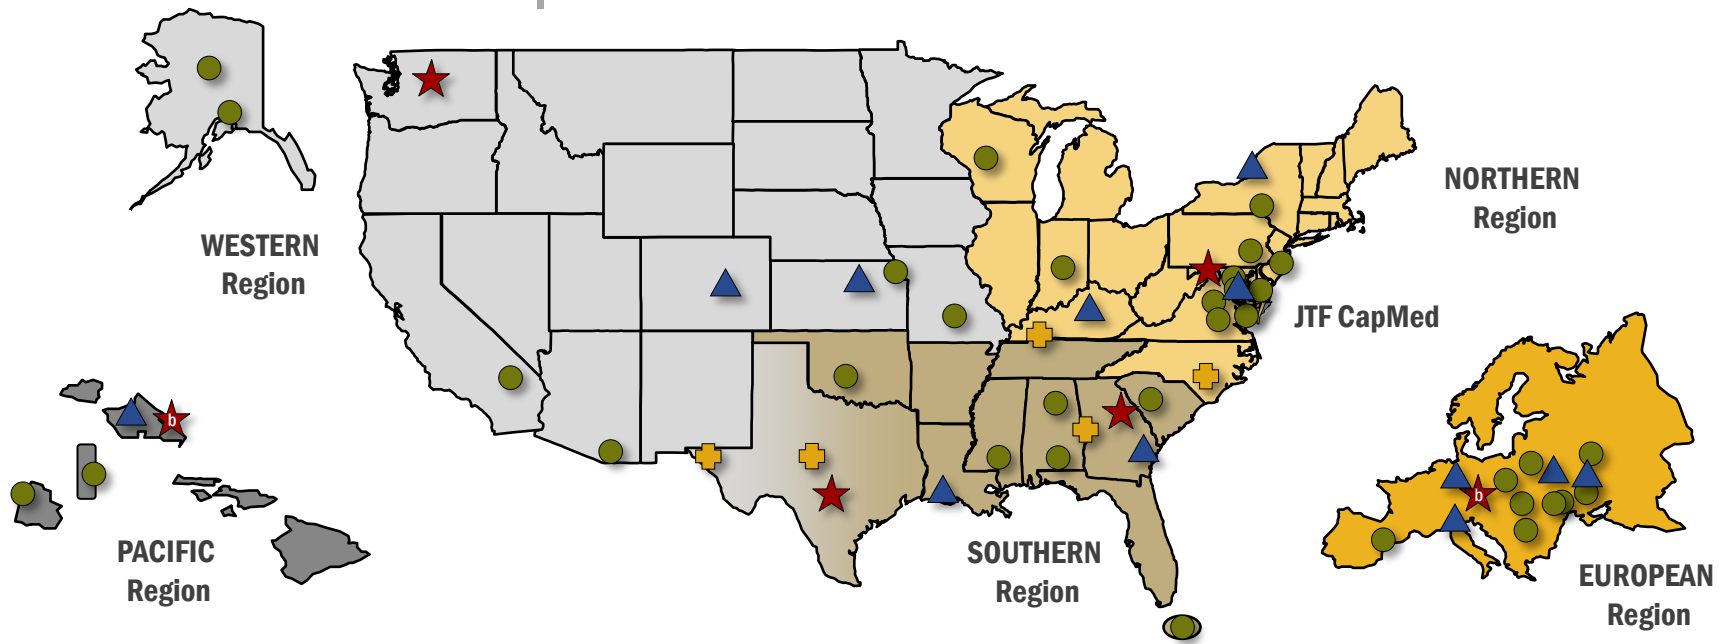 NORTHERN
Region
WESTERN
Region
JTF CapMed
b
b
PACIFIC
Region
SOUTHERN
Region
EUROPEAN
Region